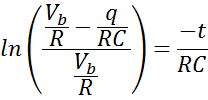 ln((V_b/R − q/RC)/(V_b/R)) = −t/RC